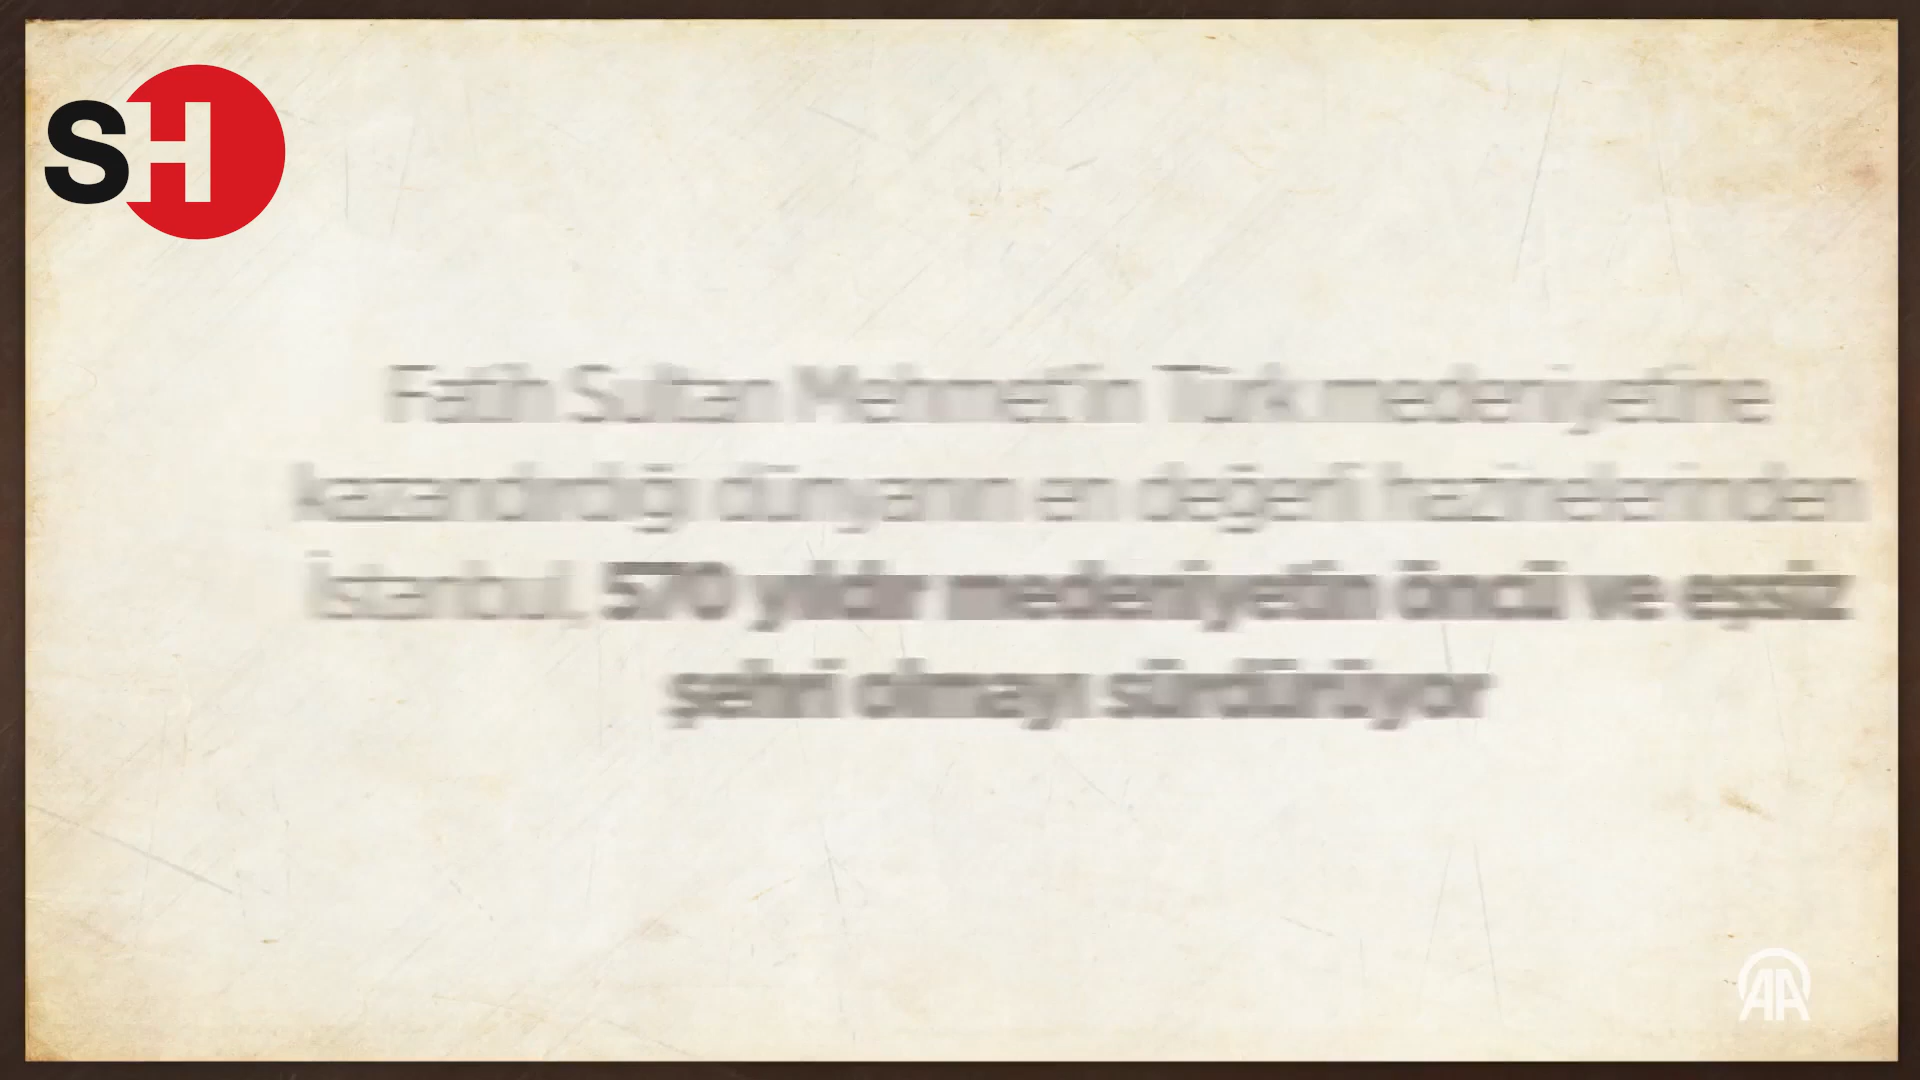 SH
Fatih Sultan Mehmet'in Türk medeniyetine
kazandırdığı dünyanın en değerli hazinelerinden
İstanbul, 570 yıldır medeniyetin öncü ve eşsiz
şehri olmayı sürdürüyor
AA